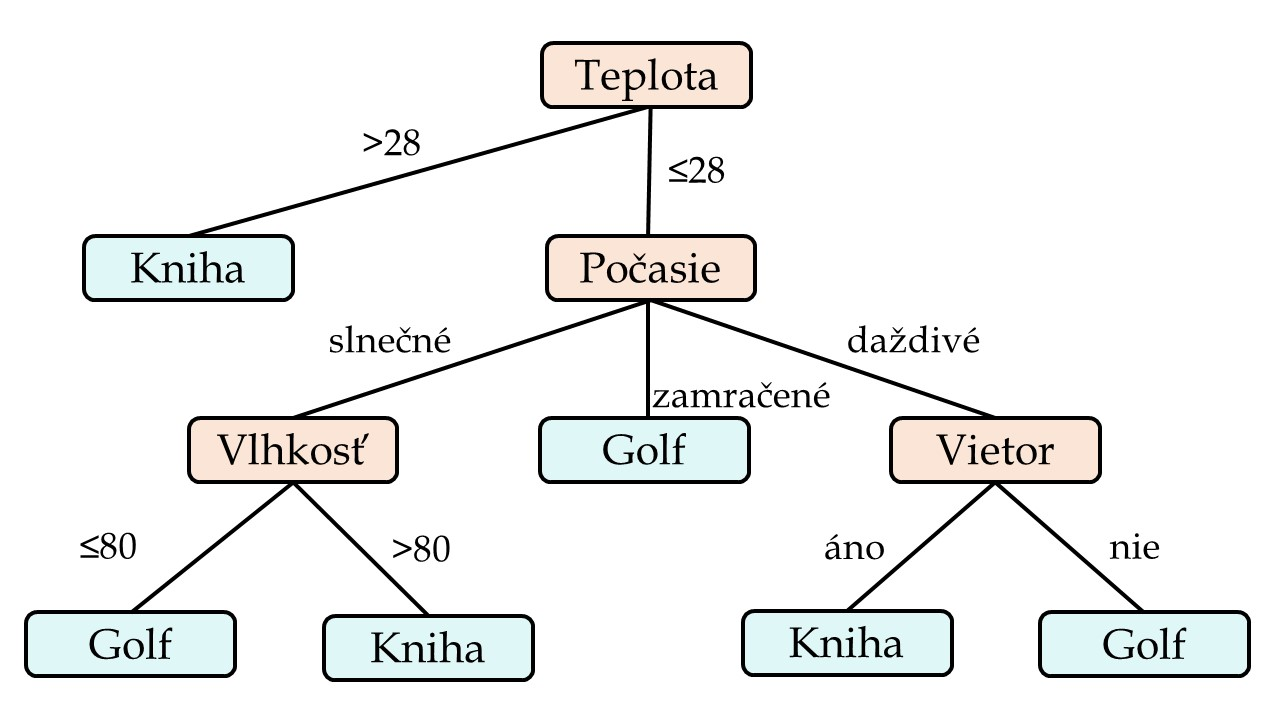 Teplota
>28
≤28
Kniha
Počasie
slnečné
daždivé
zamračené
Vlhkosť
Golf
Vietor
≤80
>80
áno
nie
Golf
Kniha
Kniha
Golf